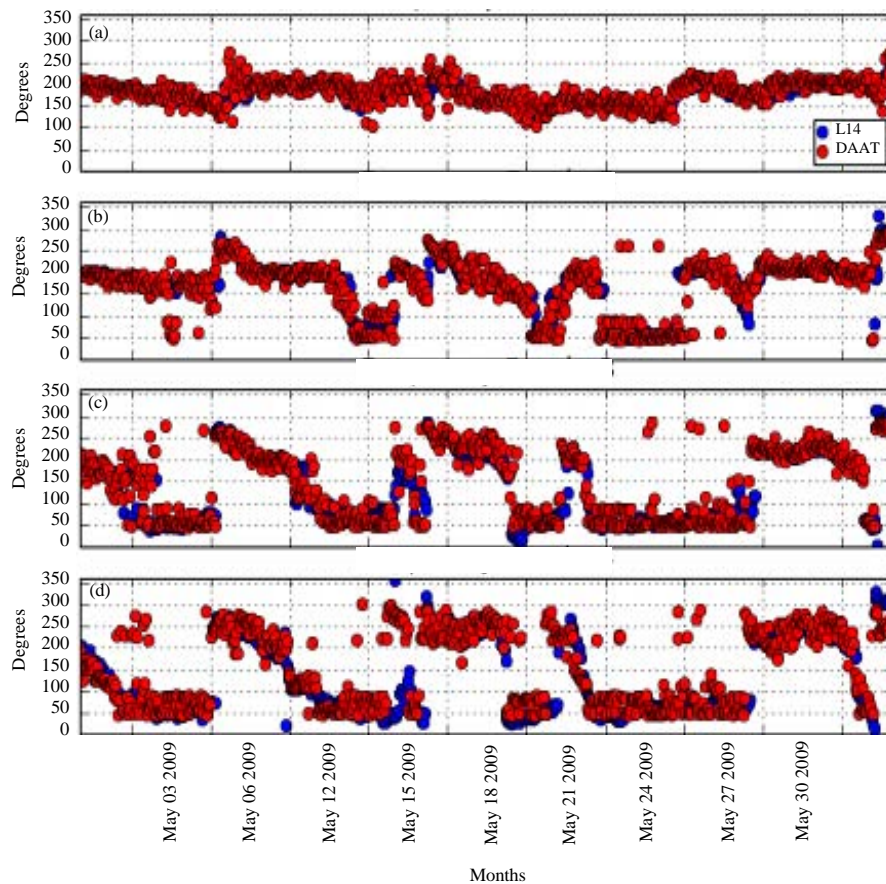 (a)
350
300
250
200
150
100
50
0
Degrees
L14
DAAT
(b)
350
300
250
200
150
100
50
0
Degrees
(c)
350
300
250
200
150
100
50
0
Degrees
(d)
350
300
250
200
150
100
50
0
Degrees
May 03 2009
May 06 2009
May 12 2009
May 15 2009
May 18 2009
May 21 2009
May 24 2009
May 27 2009
May 30 2009
Months